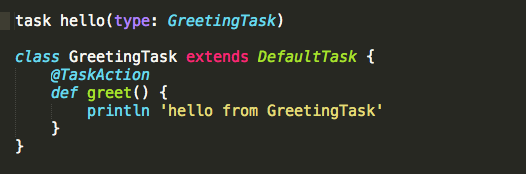 task hello(type: GreetingTask)
class GreetingTask extends DefaultTask {
@TaskAction
def greet() {
println 'hello from GreetingTask'
}
}